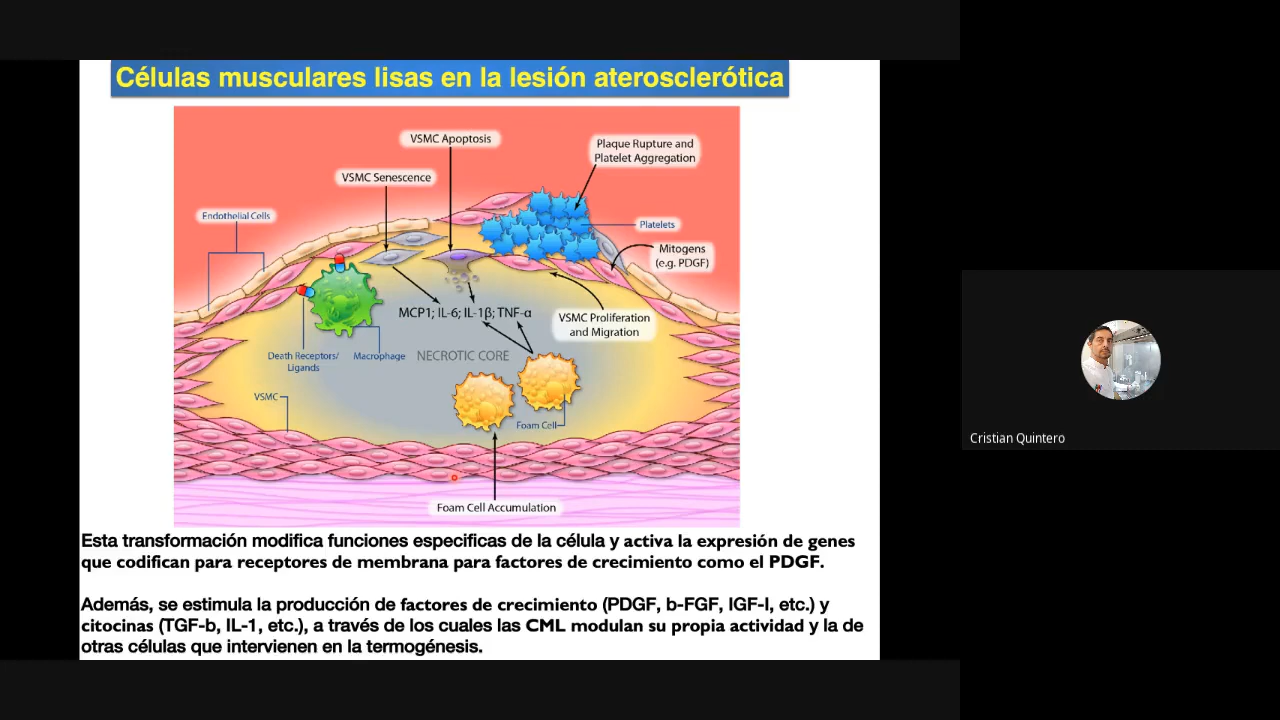 Células musculares lisas en la lesión aterosclerótica
VSMC Apoptosis
Plaque Rupture and
Platelet Aggregation
VSMC Senescence
Endothelial Cells
Platelets
Mitogens
(e.g. PDGF)
MCP1; IL-6; IL-1β; TNF-α
VSMC Proliferation
and Migration
Death Receptors/
Ligands
Macrophage
NECROTIC CORE
VSMC
Foam Cell
Foam Cell Accumulation
Esta transformación modifica funciones especificas de la célula y activa la expresión de genes
que codifican para receptores de membrana para factores de crecimiento como el PDGF.
Además, se estimula la producción de factores de crecimiento (PDGF, b-FGF, IGF-I, etc.) y
citocinas (TGF-b, IL-1, etc.), a través de los cuales las CML modulan su propia actividad y la de
otras células que intervienen en la termogénesis.
Cristian Quintero